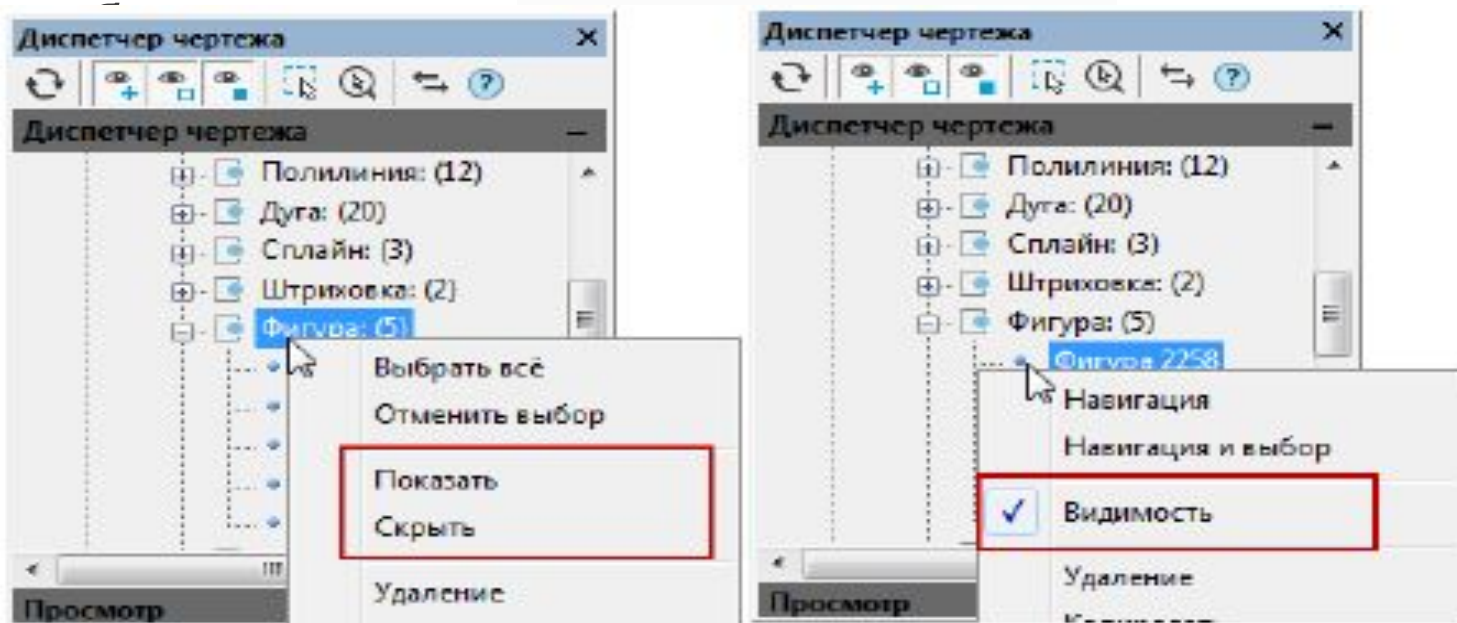 Диспетчер чертежа
Диспетчер чертежа
Полилиния: (12)
Дуга: (20)
Сплайн: (3)
Штриховка: (2)
Фигура: (5)
Выбрать всё
Отменить выбор
Показать
Скрыть
Удаление
Просмотр
Диспетчер чертежа
Диспетчер чертежа
Полилиния: (12)
Дуга: (20)
Сплайн: (3)
Штриховка: (2)
Фигура: (5)
Фигура 2258
Навигация
Навигация и выбор
Видимость
Удаление
Просмотр